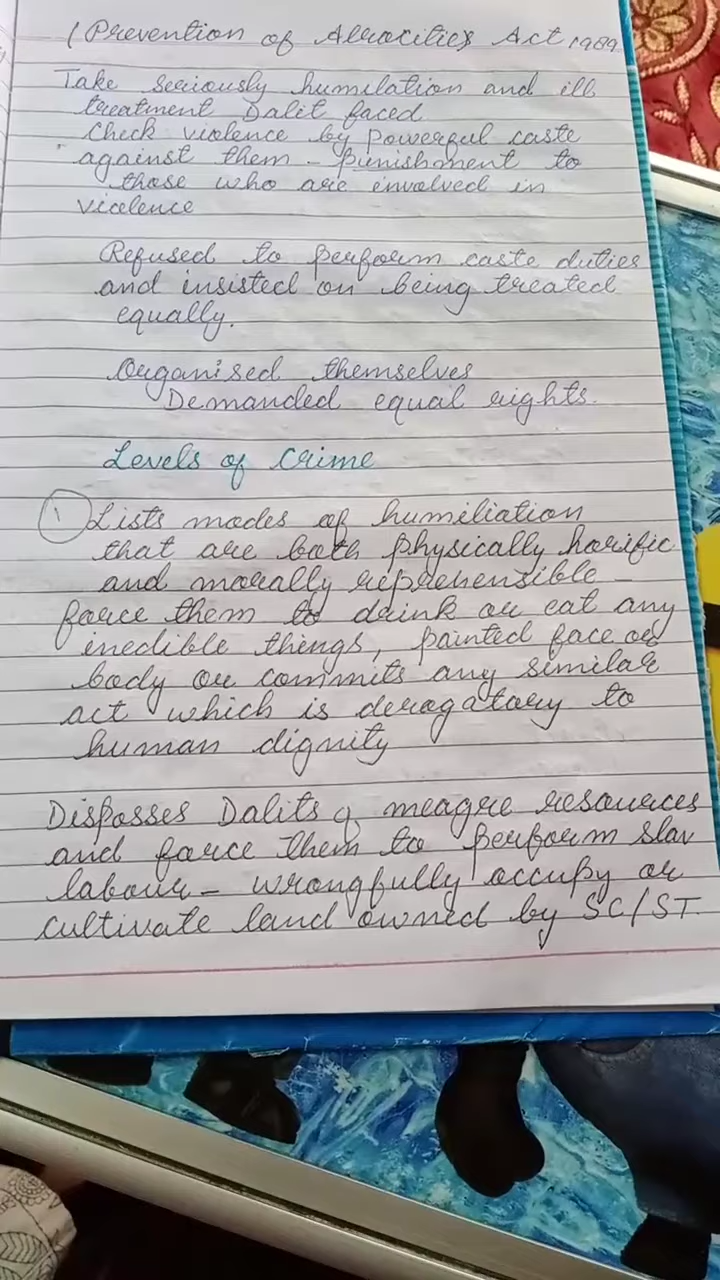 (Prevention of Atrocities Act 1989
Take seriously humilation and ill
treatment Dalit faced
Check violence by powerful caste
against them - punishment to
those who are involved in
violence
Refused to perform caste duties
and insisted on being treated
equally.
Organised themselves
Demanded equal rights.
Levels of Crime
1 Lists modes of humiliation
that are both physically horific
and morally reprehensible -
force them to drink or eat any
inedible things, painted face or
body or commits any similar
act which is derogatory to
human dignity
Disposses Dalits of meagre resources
and force them to perform slav
labour - wrongfully occupy or
cultivate land owned by SC/ST.